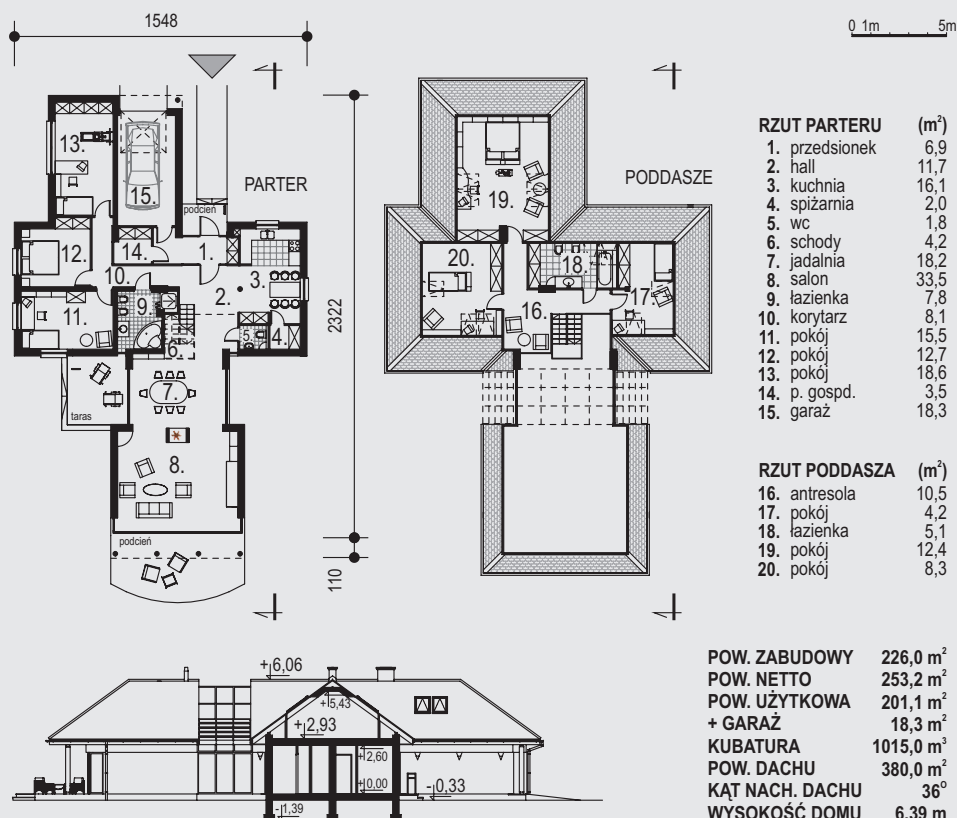 1548
0 1m 5m
1
1
PARTER
13.
15.
podcień
12.
14.
1.
10.
3.
2.
11.
9.
5.
4.
6.
7.
taras
8.
podcień
2322
110
1
1
PODDASZE
19.
20.
18.
17.
16.
RZUT PARTERU (m²)
1. przedsionek 6,9
2. hall 11,7
3. kuchnia 16,1
4. spiżarnia 2,0
5. wc 1,8
6. schody 4,2
7. jadalnia 18,2
8. salon 33,5
9. łazienka 7,8
10. korytarz 8,1
11. pokój 15,5
12. pokój 12,7
13. pokój 18,6
14. p. gospd. 3,5
15. garaż 18,3
RZUT PODDASZA (m²)
16. antresola 10,5
17. pokój 4,2
18. łazienka 5,1
19. pokój 12,4
20. pokój 8,3
+6,06
+5,43
+2,93
+2,60
+0,00
-0,33
-1,39
POW. ZABUDOWY 226,0 m²
POW. NETTO 253,2 m²
POW. UŻYTKOWA 201,1 m²
+ GARAŻ 18,3 m²
KUBATURA 1015,0 m³
POW. DACHU 380,0 m²
KĄT NACH. DACHU 36°
WYSOKOŚĆ DOMU 6,39 m